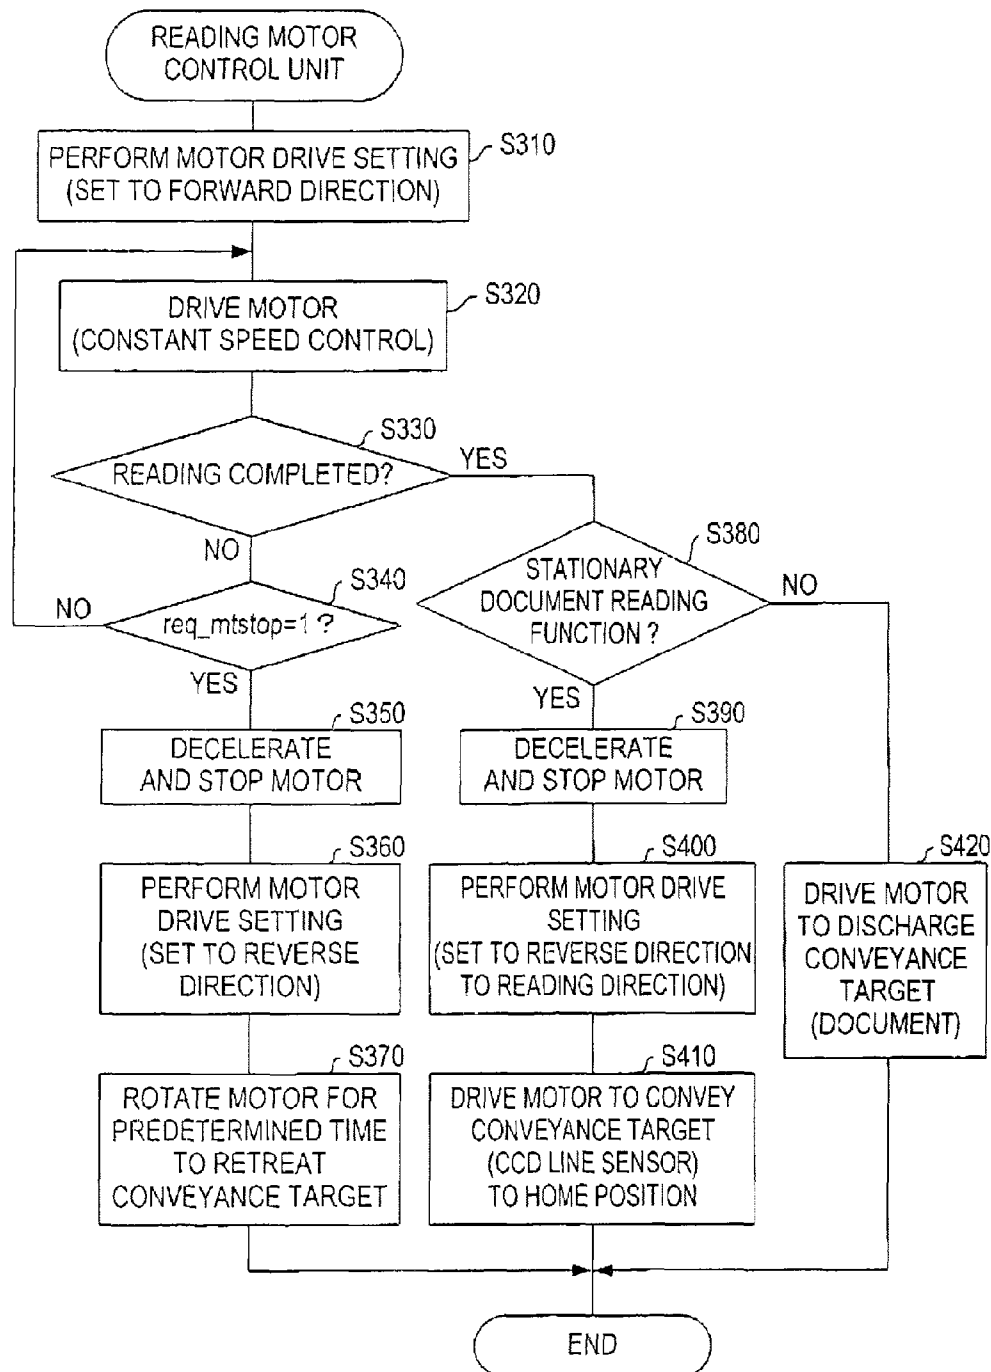 READING MOTOR
CONTROL UNIT
S310
PERFORM MOTOR DRIVE SETTING
(SET TO FORWARD DIRECTION)
S320
DRIVE MOTOR
(CONSTANT SPEED CONTROL)
S330
READING COMPLETED?
YES
NO
S340
req_mtstop=1 ?
NO
YES
S350
DECELERATE
AND STOP MOTOR
S360
PERFORM MOTOR
DRIVE SETTING
(SET TO REVERSE
DIRECTION)
S370
ROTATE MOTOR FOR
PREDETERMINED TIME
TO RETREAT
CONVEYANCE TARGET
S380
STATIONARY
DOCUMENT READING
FUNCTION ?
NO
YES
S390
DECELERATE
AND STOP MOTOR
S400
PERFORM MOTOR DRIVE
SETTING
(SET TO REVERSE DIRECTION
TO READING DIRECTION)
S410
DRIVE MOTOR TO CONVEY
CONVEYANCE TARGET
(CCD LINE SENSOR)
TO HOME POSITION
S420
DRIVE MOTOR
TO DISCHARGE
CONVEYANCE
TARGET
(DOCUMENT)
END